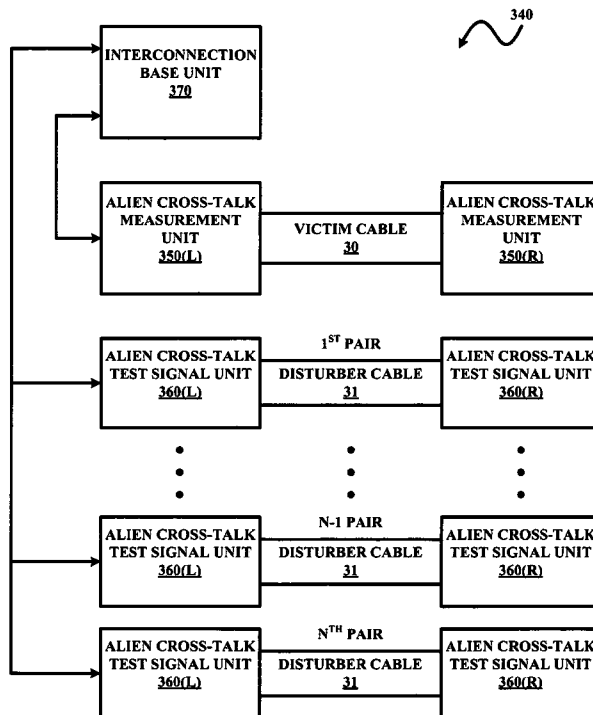 340
INTERCONNECTION
BASE UNIT
370
ALIEN CROSS-TALK
MEASUREMENT
UNIT
350(L)
VICTIM CABLE
30
ALIEN CROSS-TALK
MEASUREMENT
UNIT
350(R)
ALIEN CROSS-TALK
TEST SIGNAL UNIT
360(L)
1ST PAIR
DISTURBER CABLE
31
ALIEN CROSS-TALK
TEST SIGNAL UNIT
360(R)
ALIEN CROSS-TALK
TEST SIGNAL UNIT
360(L)
N-1 PAIR
DISTURBER CABLE
31
ALIEN CROSS-TALK
TEST SIGNAL UNIT
360(R)
ALIEN CROSS-TALK
TEST SIGNAL UNIT
360(L)
NTH PAIR
DISTURBER CABLE
31
ALIEN CROSS-TALK
TEST SIGNAL UNIT
360(R)